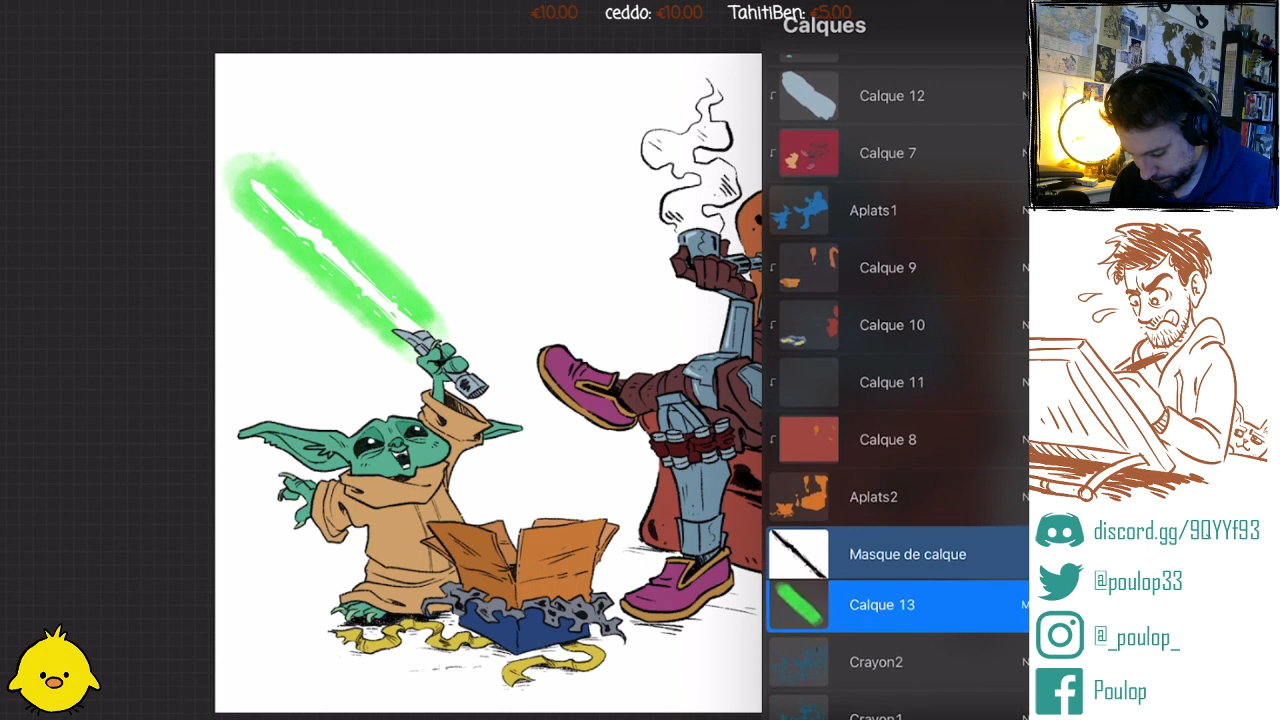 €10.00 ceddo: €10.00 TahitiBen: €5.00
Calques
Calque 12
N
Calque 7
N
Aplats1
N
Calque 9
N
Calque 10
N
Calque 11
N
Calque 8
N
Aplats2
N
Masque de calque
Calque 13
M
Crayon2
N
Crayon1
discord.gg/9QYYf93
@poulop33
@_poulop_
Poulop